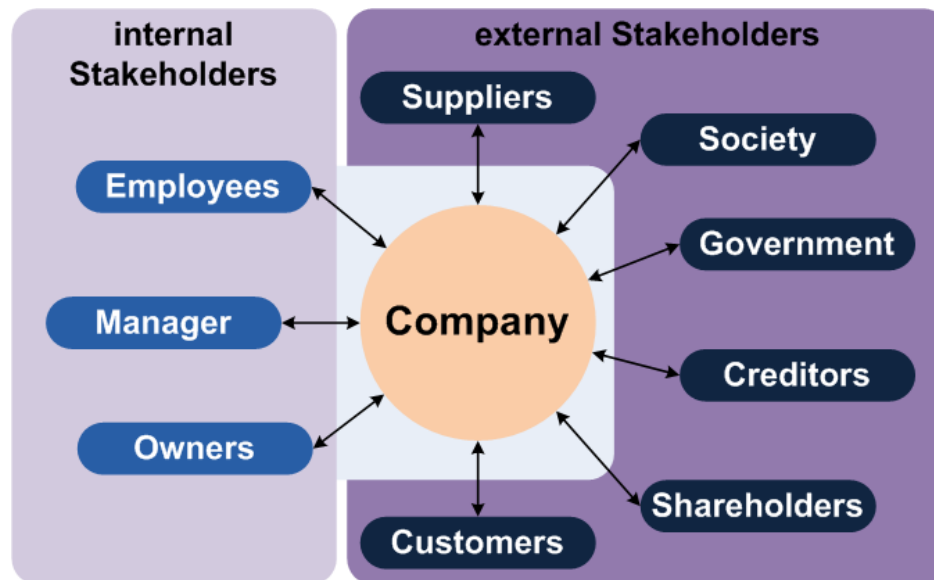 internal
Stakeholders
external Stakeholders
Suppliers
Society
Employees
Government
Manager
Company
Creditors
Owners
Shareholders
Customers